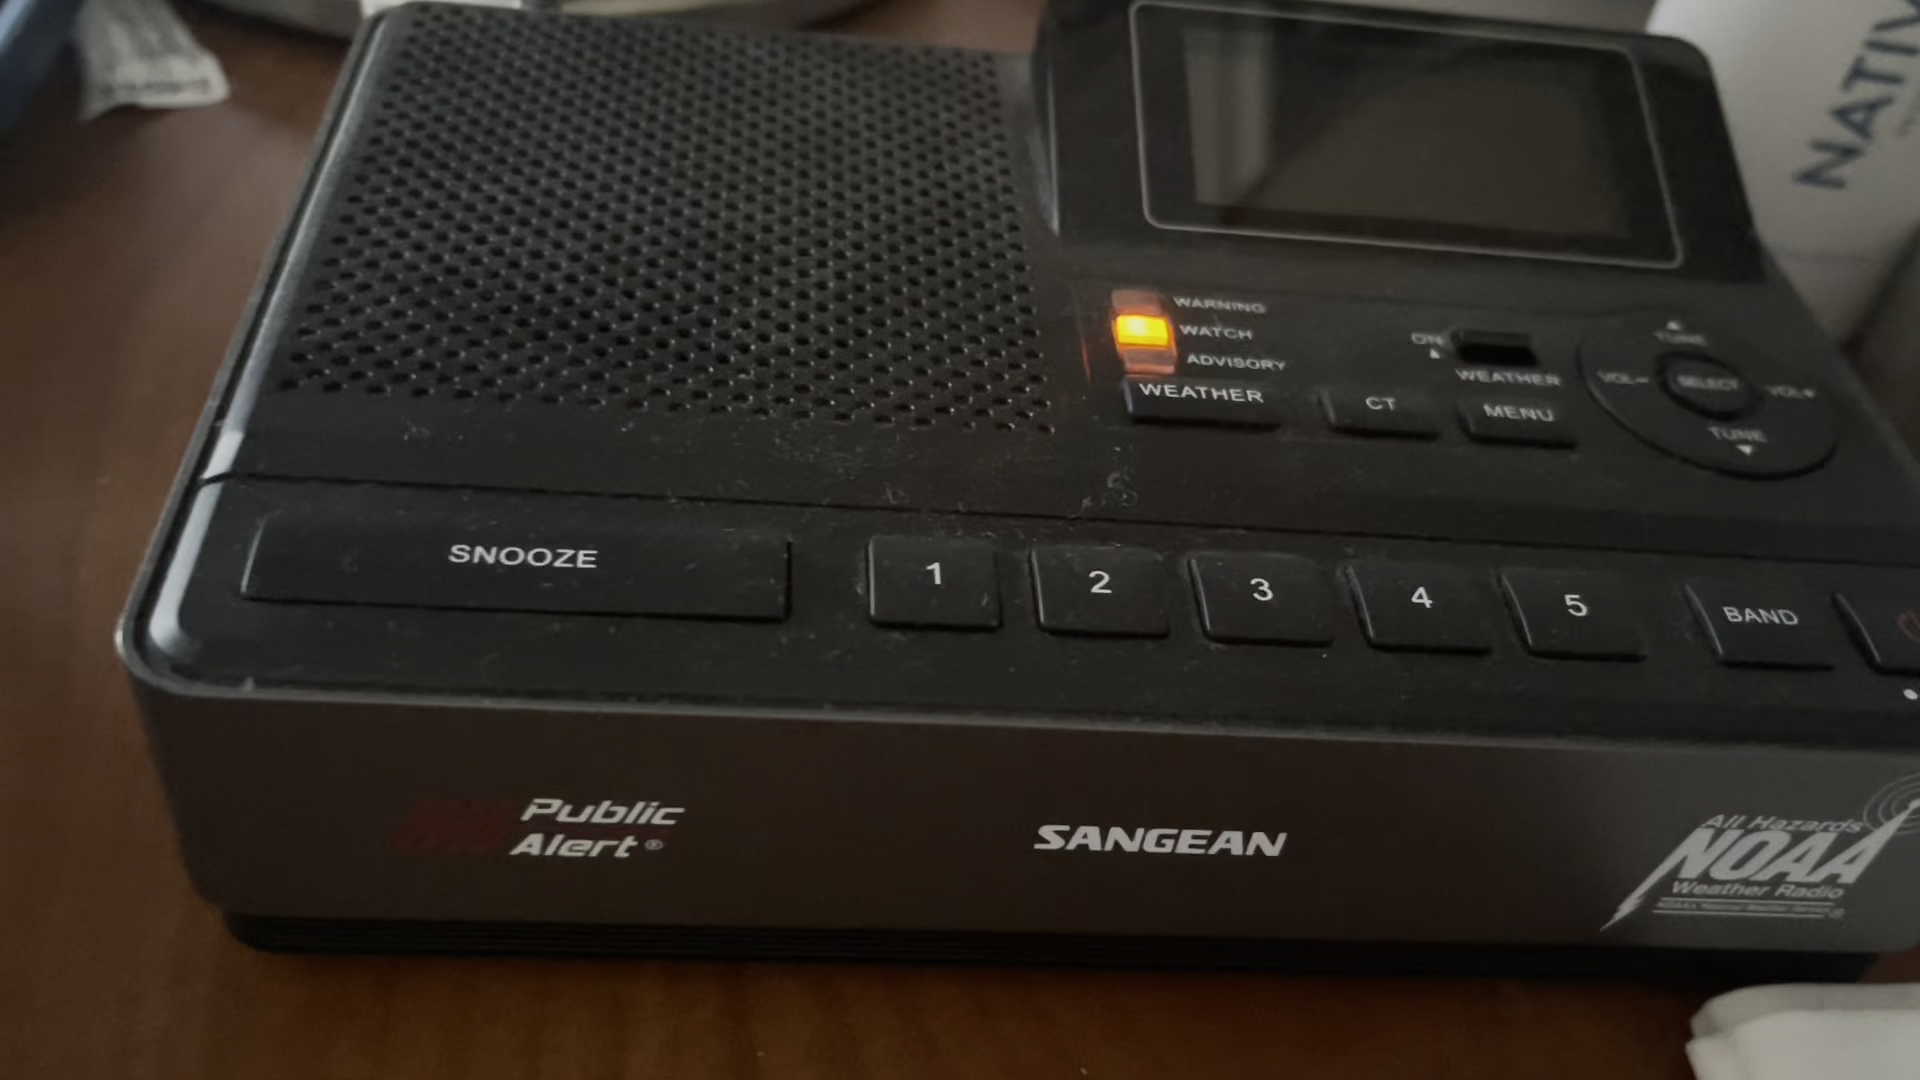 NATIV
WARNING
WATCH
ADVISORY
WEATHER
CT
MENU
ON
WEATHER
TUNE
VOL-
SELECT
VOL+
TUNE
SNOOZE
1
2
3
4
5
BAND
Public
Alert®
SANGEAN
All Hazards
NOAA
Weather Radio